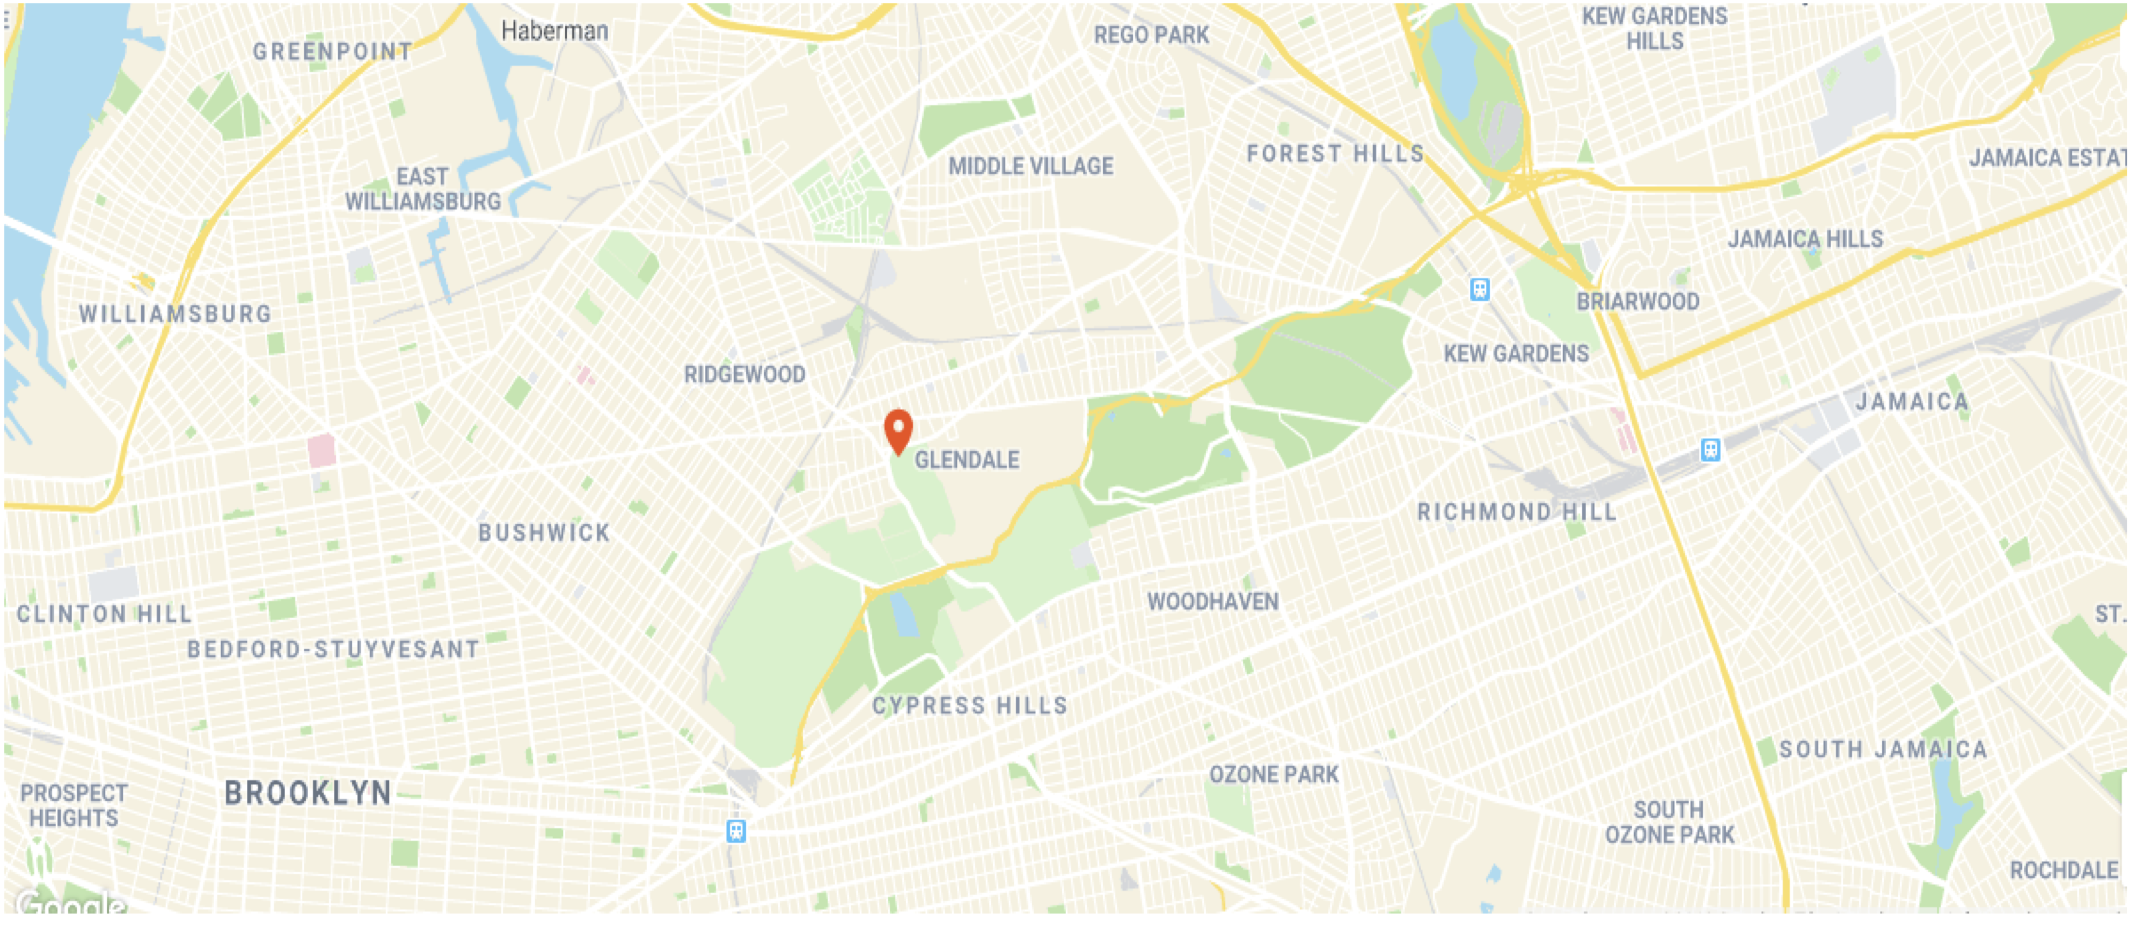 Haberman
GREENPOINT
REGO PARK
KEW GARDENS
HILLS
MIDDLE VILLAGE
FOREST HILLS
JAMAICA ESTAT
EAST
WILLIAMSBURG
JAMAICA HILLS
WILLIAMSBURG
BRIARWOOD
RIDGEWOOD
KEW GARDENS
JAMAICA
GLENDALE
RICHMOND HILL
BUSHWICK
CLINTON HILL
WOODHAVEN
ST.
BEDFORD-STUYVESANT
CYPRESS HILLS
SOUTH JAMAICA
OZONE PARK
PROSPECT
HEIGHTS
BROOKLYN
SOUTH
OZONE PARK
ROCHDALE
Google